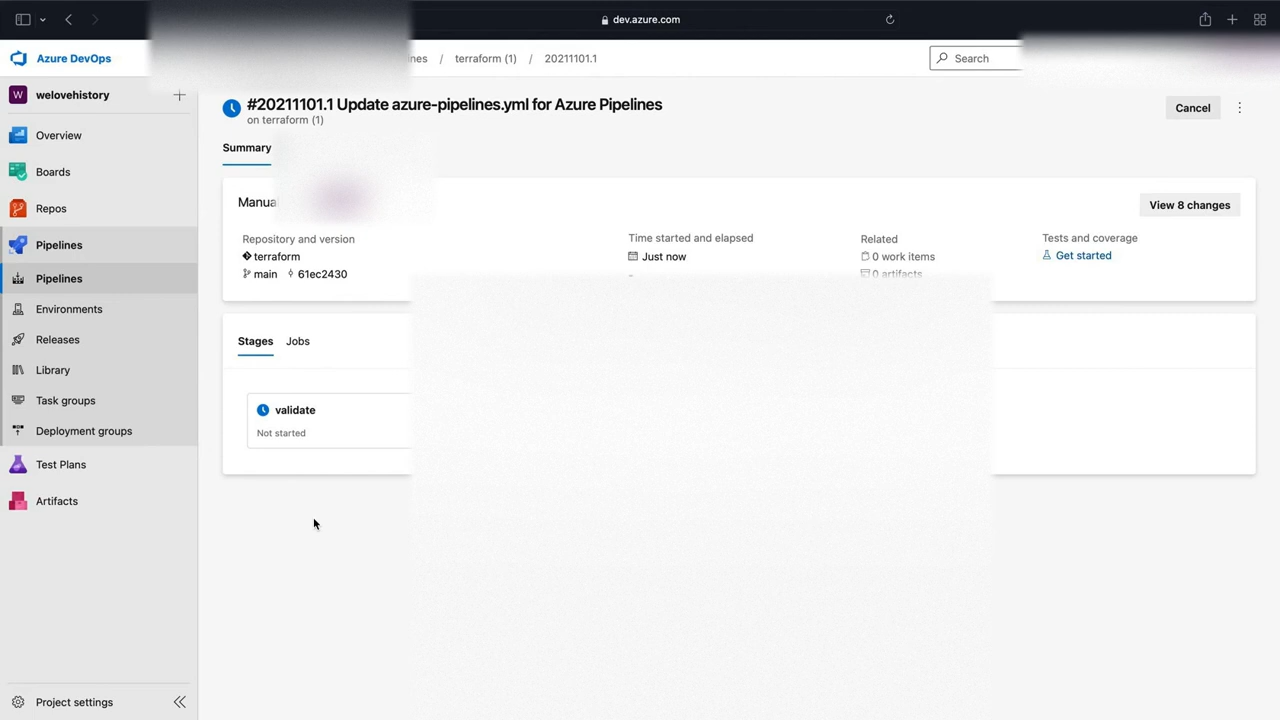 dev.azure.com
Azure DevOps
/ terraform (1) / 20211101.1
Search
W welovehistory
#20211101.1 Update azure-pipelines.yml for Azure Pipelines
on terraform (1)
Cancel
Overview
Summary
Boards
View 8 changes
Repos
Repository and version
Time started and elapsed
Related
Tests and coverage
Pipelines
terraform
Just now
0 work items
Get started
main 61ec2430
0 artifacts
Pipelines
Environments
Releases
Stages Jobs
Library
Task groups
validate
Deployment groups
Not started
Test Plans
Artifacts
Project settings